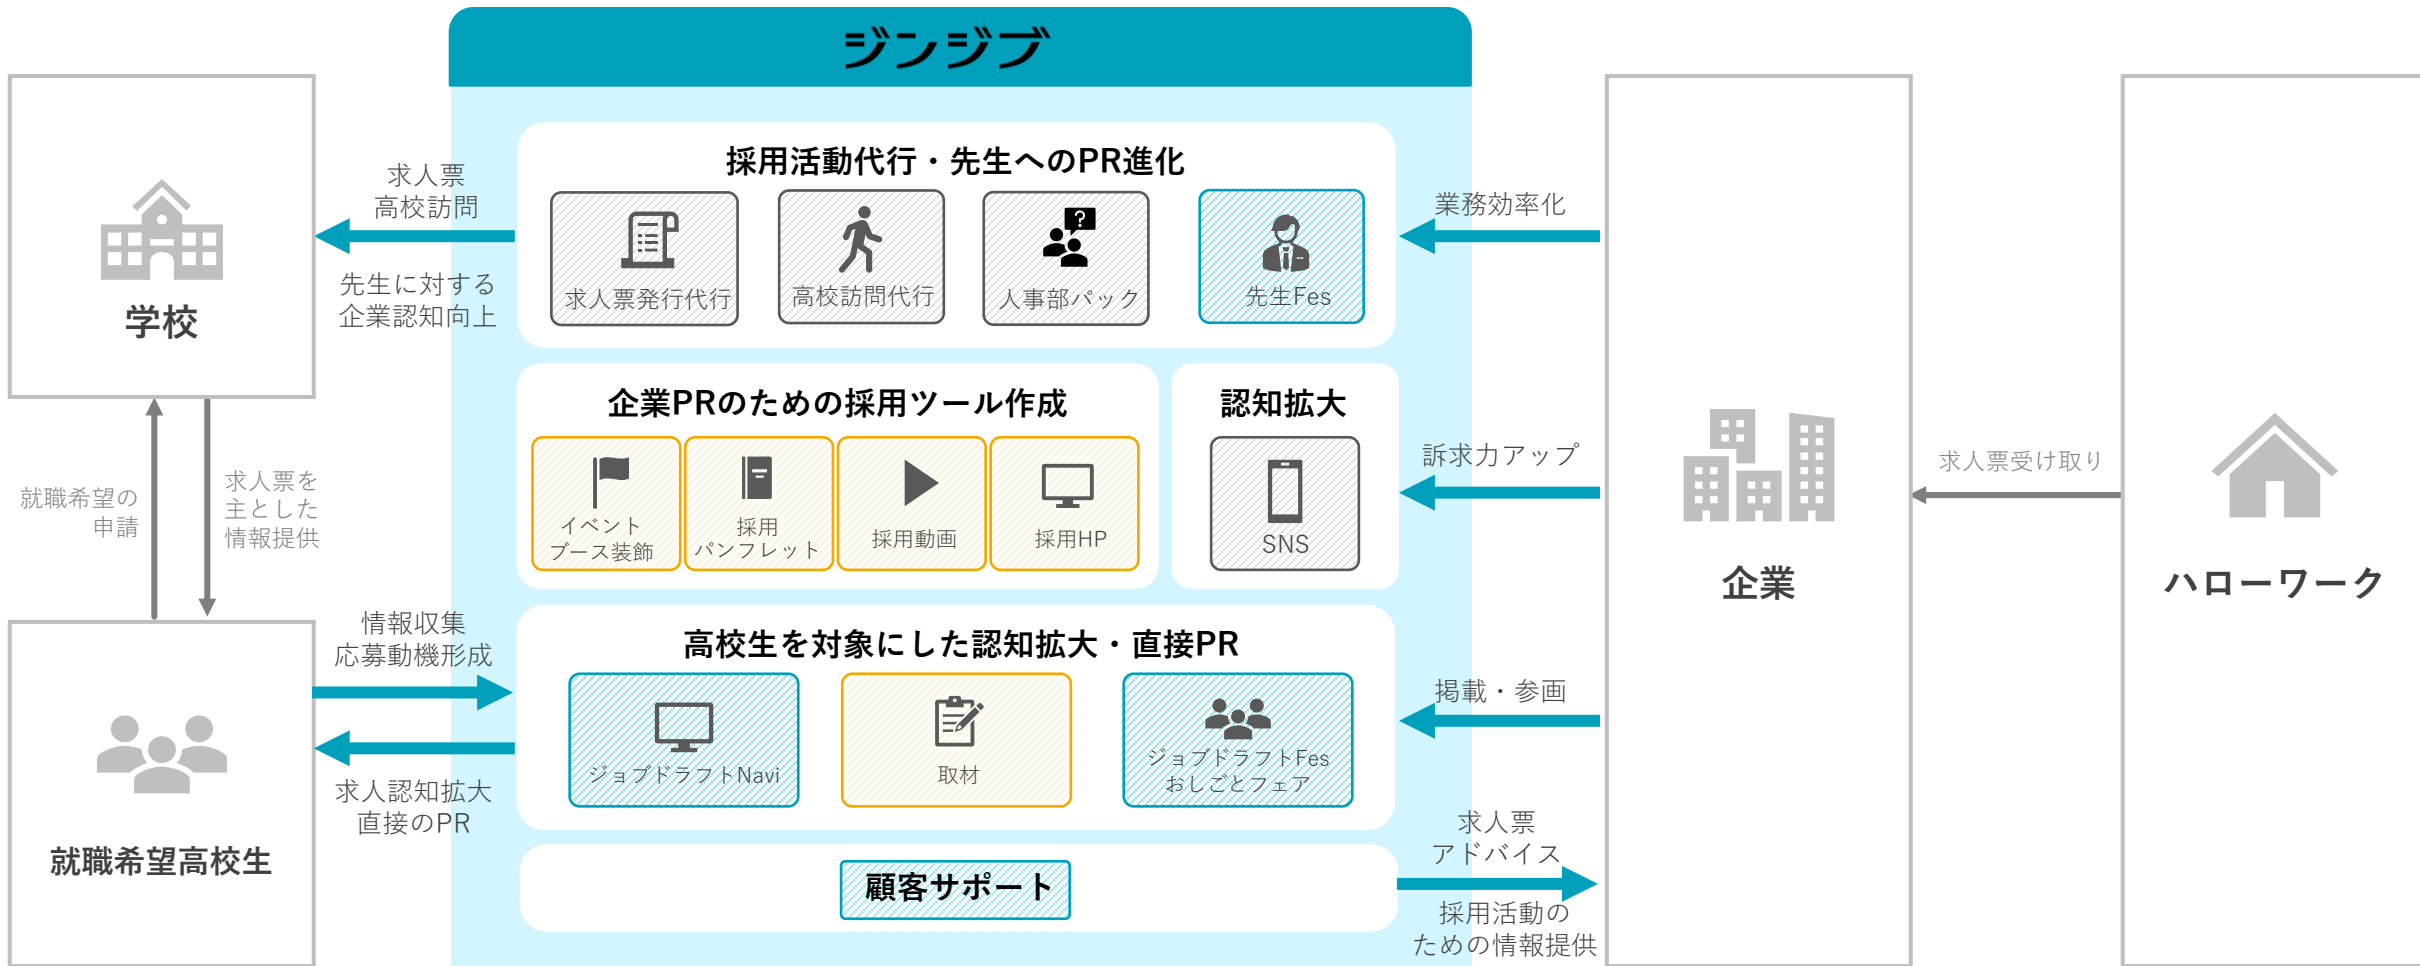 ジンジブ
学校
就職希望の
申請
求人票を
主とした
情報提供
就職希望高校生
求人票
高校訪問
先生に対する
企業認知向上
情報収集
応募動機形成
求人認知拡大
直接のPR
採用活動代行・先生へのPR進化
求人票発行代行
高校訪問代行
?
人事部パック
先生Fes
企業PRのための採用ツール作成
イベント
ブース装飾
採用
パンフレット
採用動画
採用HP
認知拡大
SNS
高校生を対象にした認知拡大・直接PR
ジョブドラフトNavi
取材
ジョブドラフトFes
おしごとフェア
顧客サポート
業務効率化
訴求力アップ
掲載・参画
求人票
アドバイス
採用活動の
ための情報提供
企業
求人票受け取り
ハローワーク